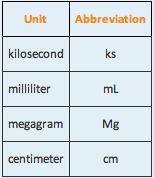 Unit Abbreviation
kilosecond ks
milliliter mL
megagram Mg
centimeter cm